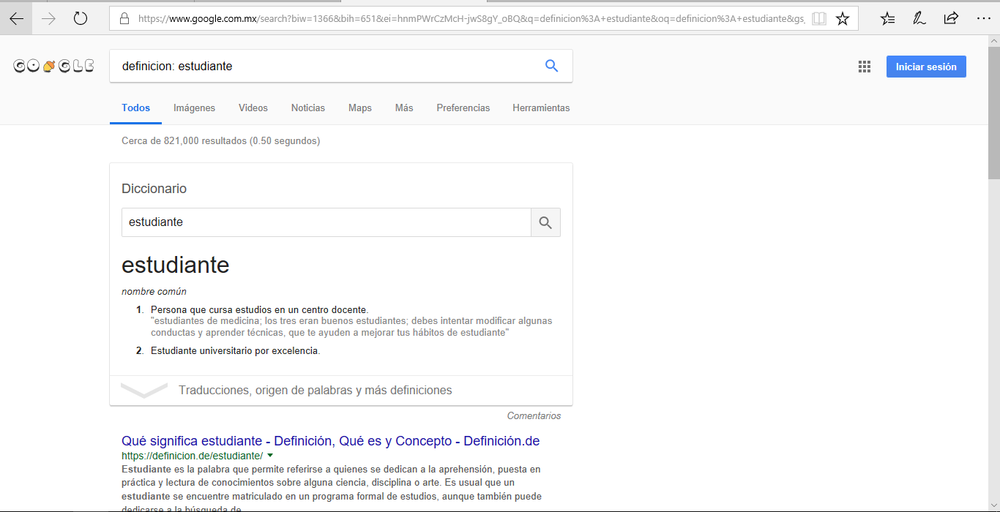 https://www.google.com.mx/search?biw=1366&bih=651&ei=hnmPWrCzMcH-jwS8gY_oBQ&q=definicion%3A+estudiante&oq=definicion%3A+estudiante&gs_
GOOGLE
definicion: estudiante
Iniciar sesión
Todos Imágenes Videos Noticias Maps Más Preferencias Herramientas
Cerca de 821,000 resultados (0.50 segundos)
Diccionario
estudiante
estudiante
nombre común
1. Persona que cursa estudios en un centro docente.
"estudiantes de medicina; los tres eran buenos estudiantes; debes intentar modificar algunas
conductas y aprender técnicas, que te ayuden a mejorar tus hábitos de estudiante"
2. Estudiante universitario por excelencia.
Traducciones, origen de palabras y más definiciones
Comentarios
Qué significa estudiante - Definición, Qué es y Concepto - Definición.de
https://definicion.de/estudiante/
Estudiante es la palabra que permite referirse a quienes se dedican a la aprehensión, puesta en
práctica y lectura de conocimientos sobre alguna ciencia, disciplina o arte. Es usual que un
estudiante se encuentre matriculado en un programa formal de estudios, aunque también puede
dedicarse a la búsqueda de